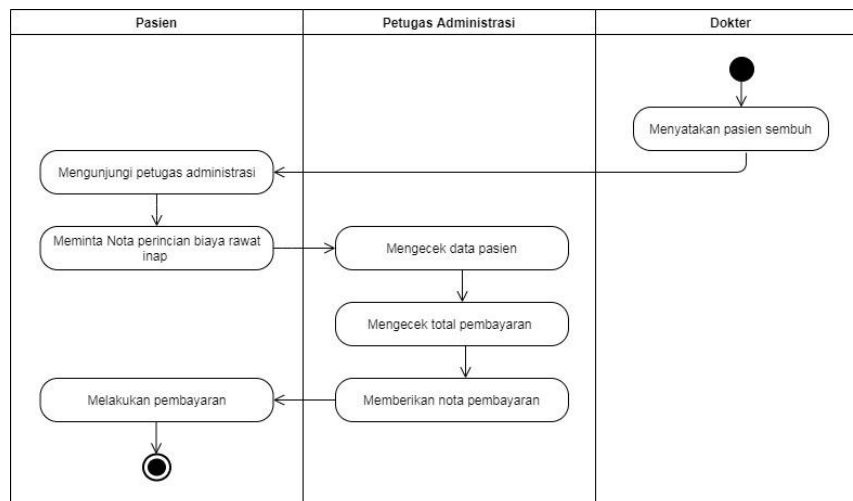 Pasien
Petugas Administrasi
Dokter
Menyatakan pasien sembuh
Mengunjungi petugas administrasi
Meminta Nota perincian biaya rawat
inap
Mengecek data pasien
Mengecek total pembayaran
Memberikan nota pembayaran
Melakukan pembayaran